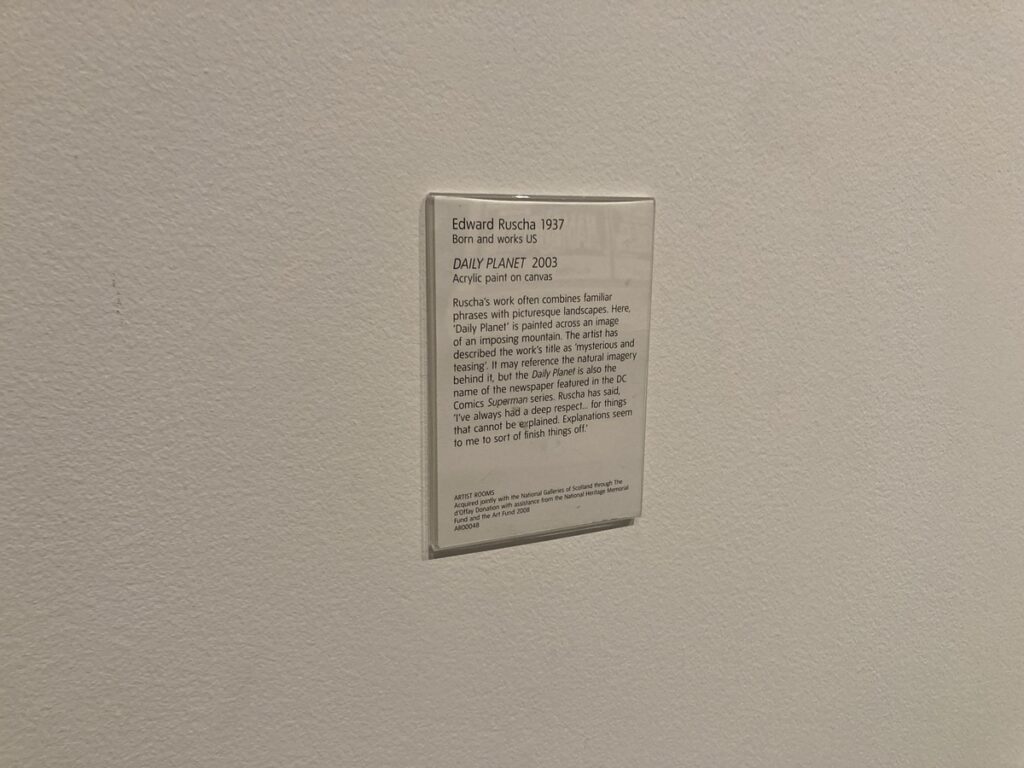 Edward Ruscha 1937
Born and works US
DAILY PLANET 2003
Acrylic paint on canvas
Ruscha's work often combines familiar
phrases with picturesque landscapes. Here,
'Daily Planet' is painted across an image
of an imposing mountain. The artist has
described the work's title as 'mysterious and
teasing'. It may reference the natural imagery
behind it, but the Daily Planet is also the
name of the newspaper featured in the DC
Comics Superman series. Ruscha has said,
'I've always had a deep respect... for things
that cannot be explained. Explanations seem
to me to sort of finish things off.'
ARTIST ROOMS
Acquired jointly with the National Galleries of Scotland through The
d'Offay Donation with assistance from the National Heritage Memorial
Fund and the Art Fund 2008
AR00048